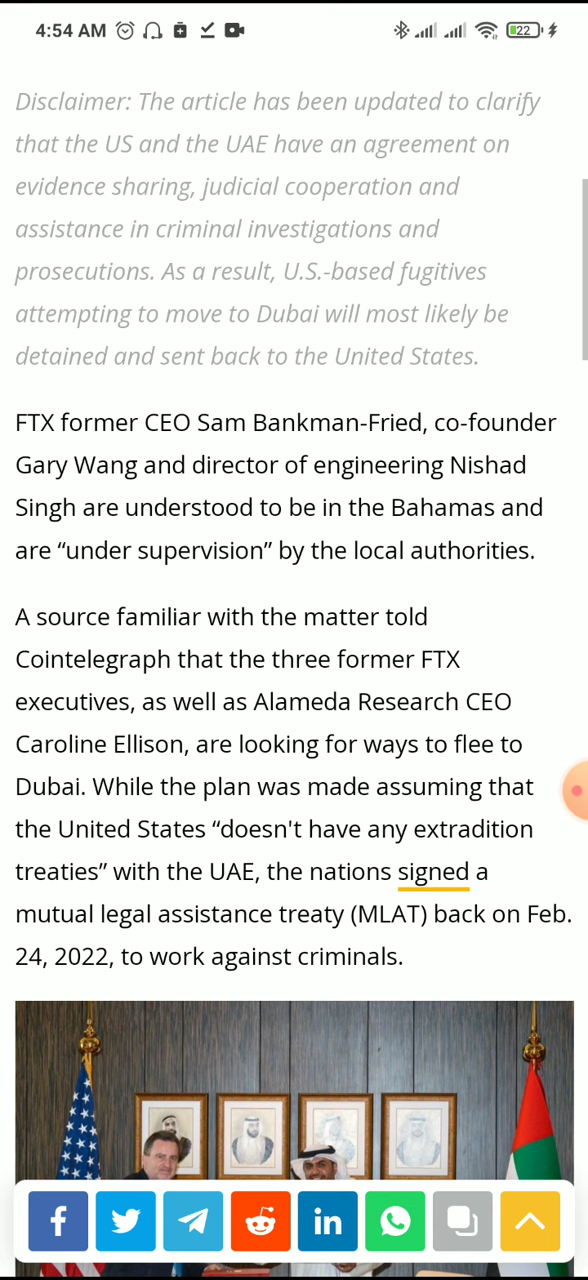 4:54 AM
22
Disclaimer: The article has been updated to clarify
that the US and the UAE have an agreement on
evidence sharing, judicial cooperation and
assistance in criminal investigations and
prosecutions. As a result, U.S.-based fugitives
attempting to move to Dubai will most likely be
detained and sent back to the United States.
FTX former CEO Sam Bankman-Fried, co-founder
Gary Wang and director of engineering Nishad
Singh are understood to be in the Bahamas and
are “under supervision” by the local authorities.
A source familiar with the matter told
Cointelegraph that the three former FTX
executives, as well as Alameda Research CEO
Caroline Ellison, are looking for ways to flee to
Dubai. While the plan was made assuming that
the United States “doesn't have any extradition
treaties” with the UAE, the nations signed a
mutual legal assistance treaty (MLAT) back on Feb.
24, 2022, to work against criminals.
f
in